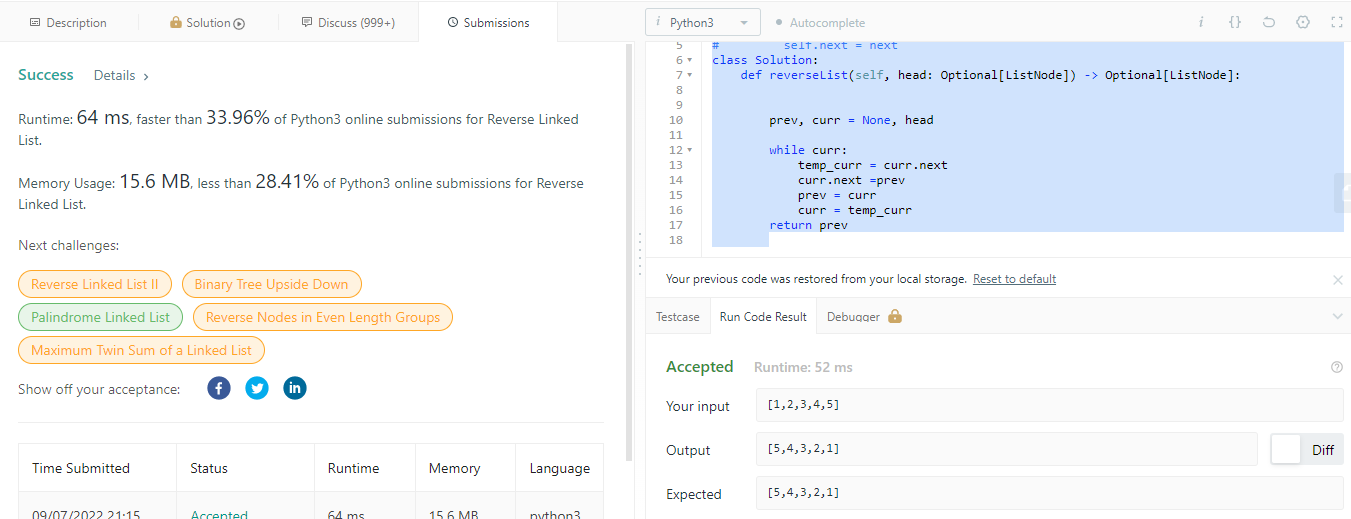 Description
Solution
Discuss (999+)
Submissions
Success Details >
Runtime: 64 ms, faster than 33.96% of Python3 online submissions for Reverse Linked
List.
Memory Usage: 15.6 MB, less than 28.41% of Python3 online submissions for Reverse
Linked List.
Next challenges:
Reverse Linked List II
Binary Tree Upside Down
Palindrome Linked List
Reverse Nodes in Even Length Groups
Maximum Twin Sum of a Linked List
Show off your acceptance:
Time Submitted Status Runtime Memory Language
09/07/2022 21:15 Accepted 64 ms 15.6 MB python3
i Python3
Autocomplete
i {}
5 # self.next = next
6 class Solution:
7 def reverseList(self, head: Optional[ListNode]) -> Optional[ListNode]:
8
9
10 prev, curr = None, head
11
12 while curr:
13 temp_curr = curr.next
14 curr.next =prev
15 prev = curr
16 curr = temp_curr
17 return prev
18
Your previous code was restored from your local storage. Reset to default
Testcase
Run Code Result
Debugger
Accepted Runtime: 52 ms
Your input [1,2,3,4,5]
Output [5,4,3,2,1] Diff
Expected [5,4,3,2,1]